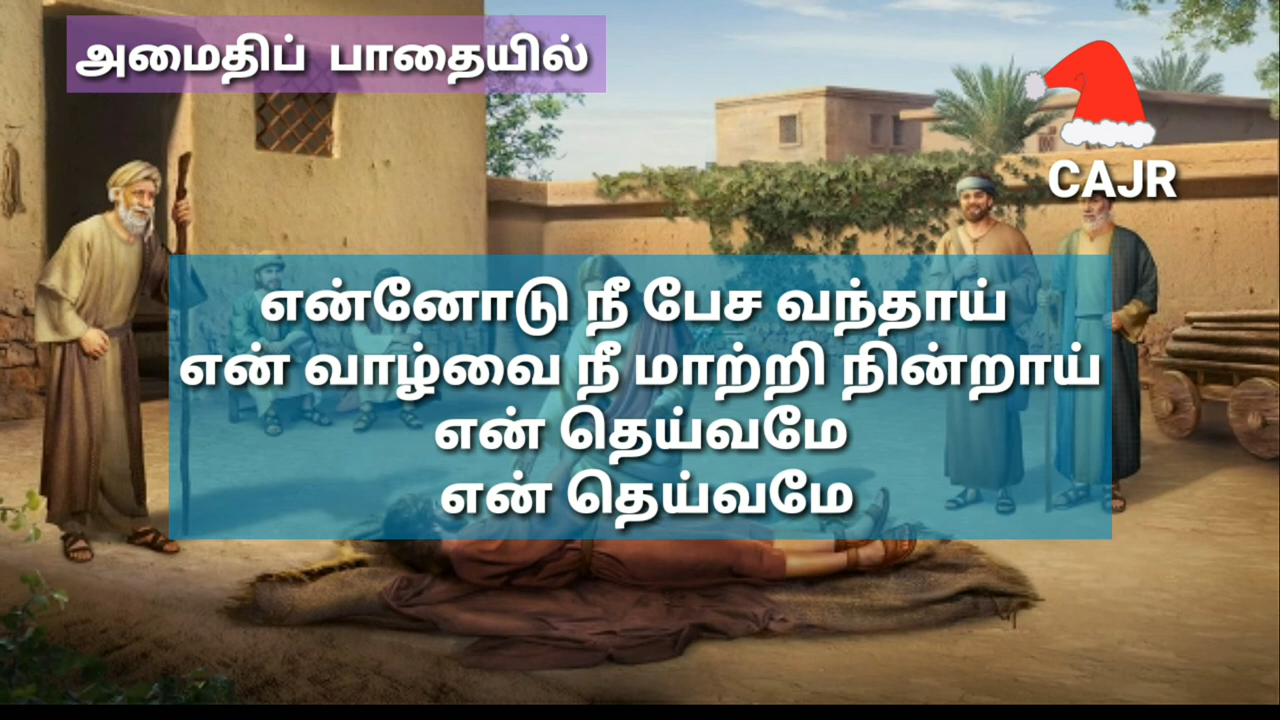 அமைதிப் பாதையில்
CAJR
என்னோடு நீ பேச வந்தாய்
என் வாழ்வை நீ மாற்றி நின்றாய்
என் தெய்வமே
என் தெய்வமே